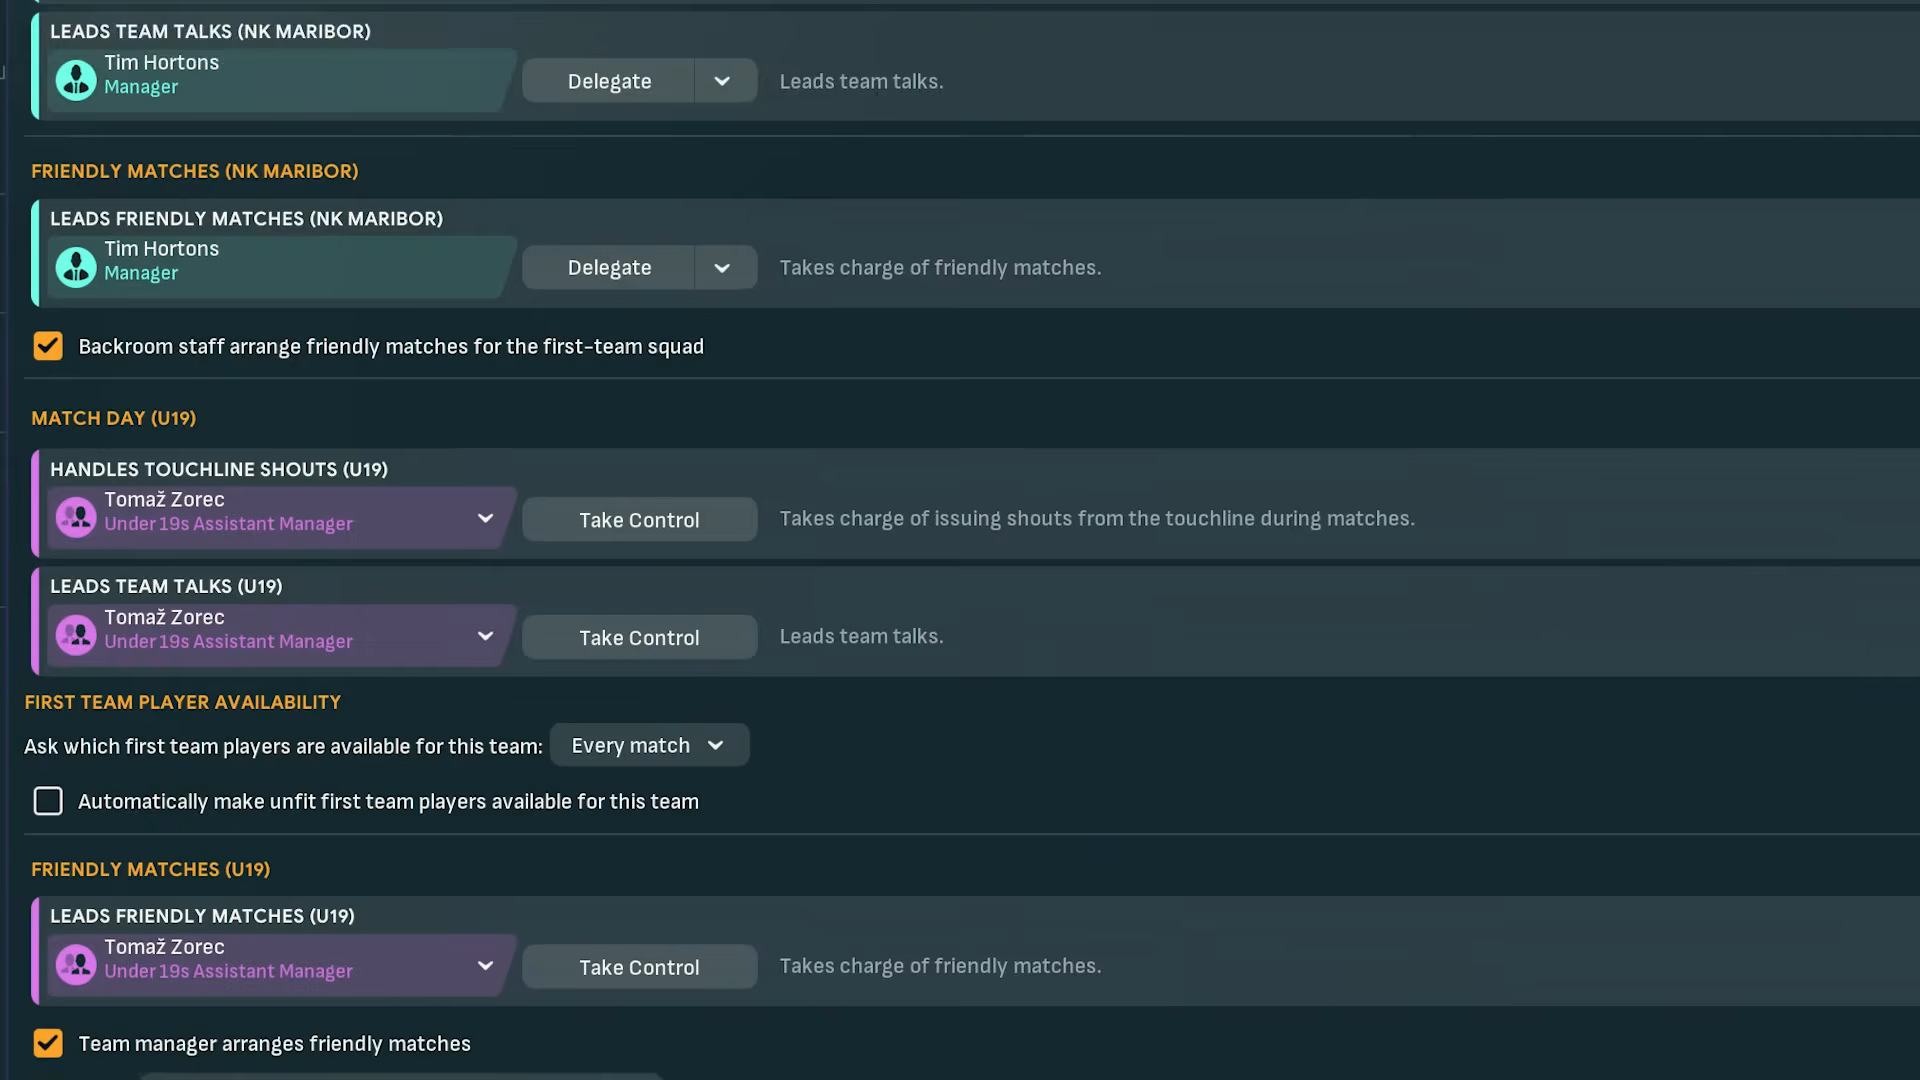 LEADS TEAM TALKS (NK MARIBOR)
Tim Hortons
Manager
Delegate
Leads team talks.
FRIENDLY MATCHES (NK MARIBOR)
LEADS FRIENDLY MATCHES (NK MARIBOR)
Tim Hortons
Manager
Delegate
Takes charge of friendly matches.
Backroom staff arrange friendly matches for the first-team squad
MATCH DAY (U19)
HANDLES TOUCHLINE SHOUTS (U19)
Tomaž Zorec
Under 19s Assistant Manager
Take Control
Takes charge of issuing shouts from the touchline during matches.
LEADS TEAM TALKS (U19)
Tomaž Zorec
Under 19s Assistant Manager
Take Control
Leads team talks.
FIRST TEAM PLAYER AVAILABILITY
Ask which first team players are available for this team: Every match
Automatically make unfit first team players available for this team
FRIENDLY MATCHES (U19)
LEADS FRIENDLY MATCHES (U19)
Tomaž Zorec
Under 19s Assistant Manager
Take Control
Takes charge of friendly matches.
Team manager arranges friendly matches